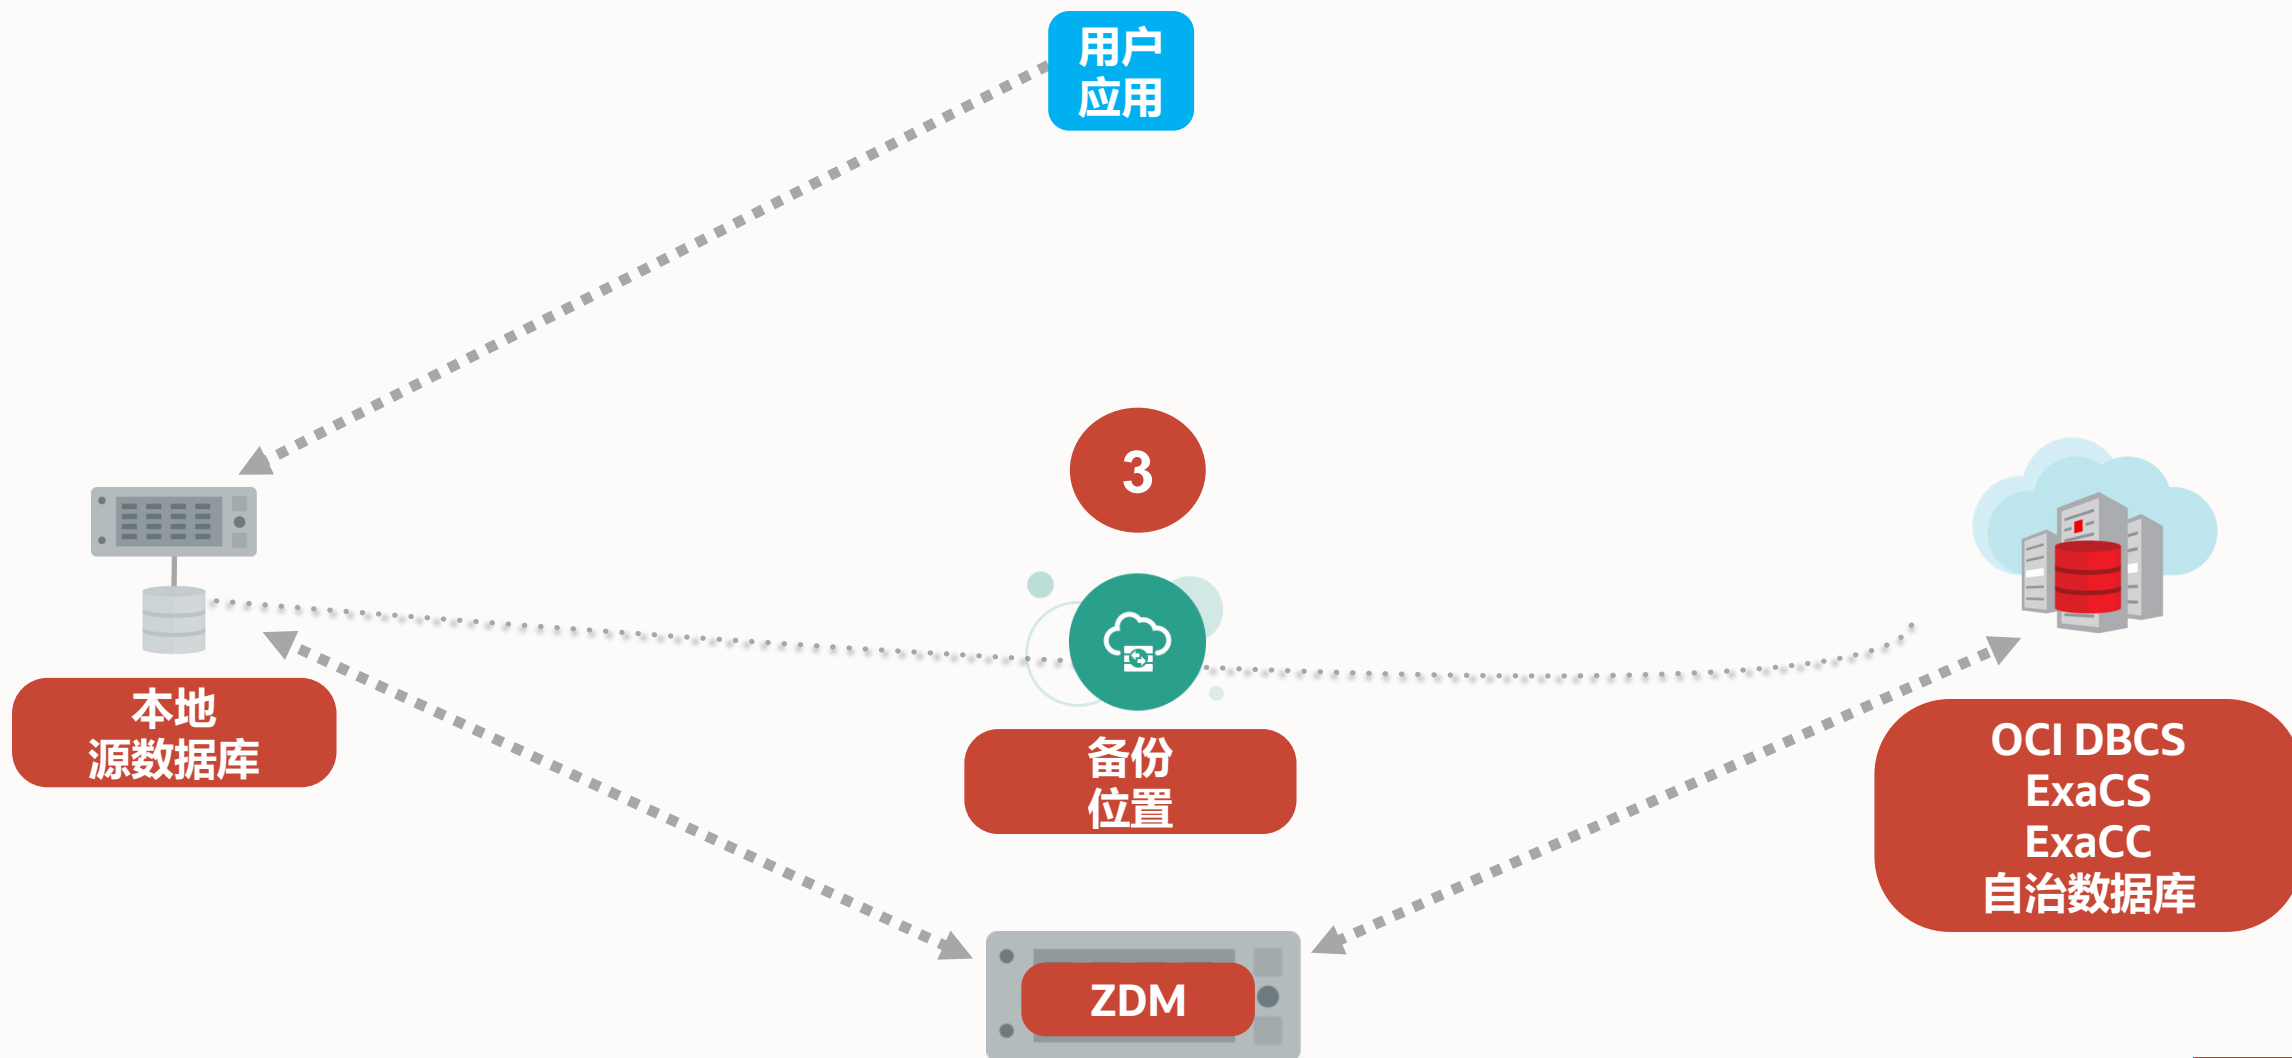 用户
应用
3
本地
源数据库
备份
位置
OCI DBCS
ExaCS
ExaCC
自治数据库
ZDM